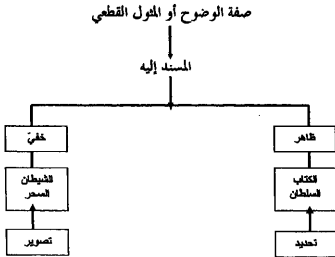 صفة الوضوح أو المثول القطعي
المسند إليه
ظاهر
خفيّ
الكتاب
السلطان
الشيطان
السحر
تحديد
تصوير